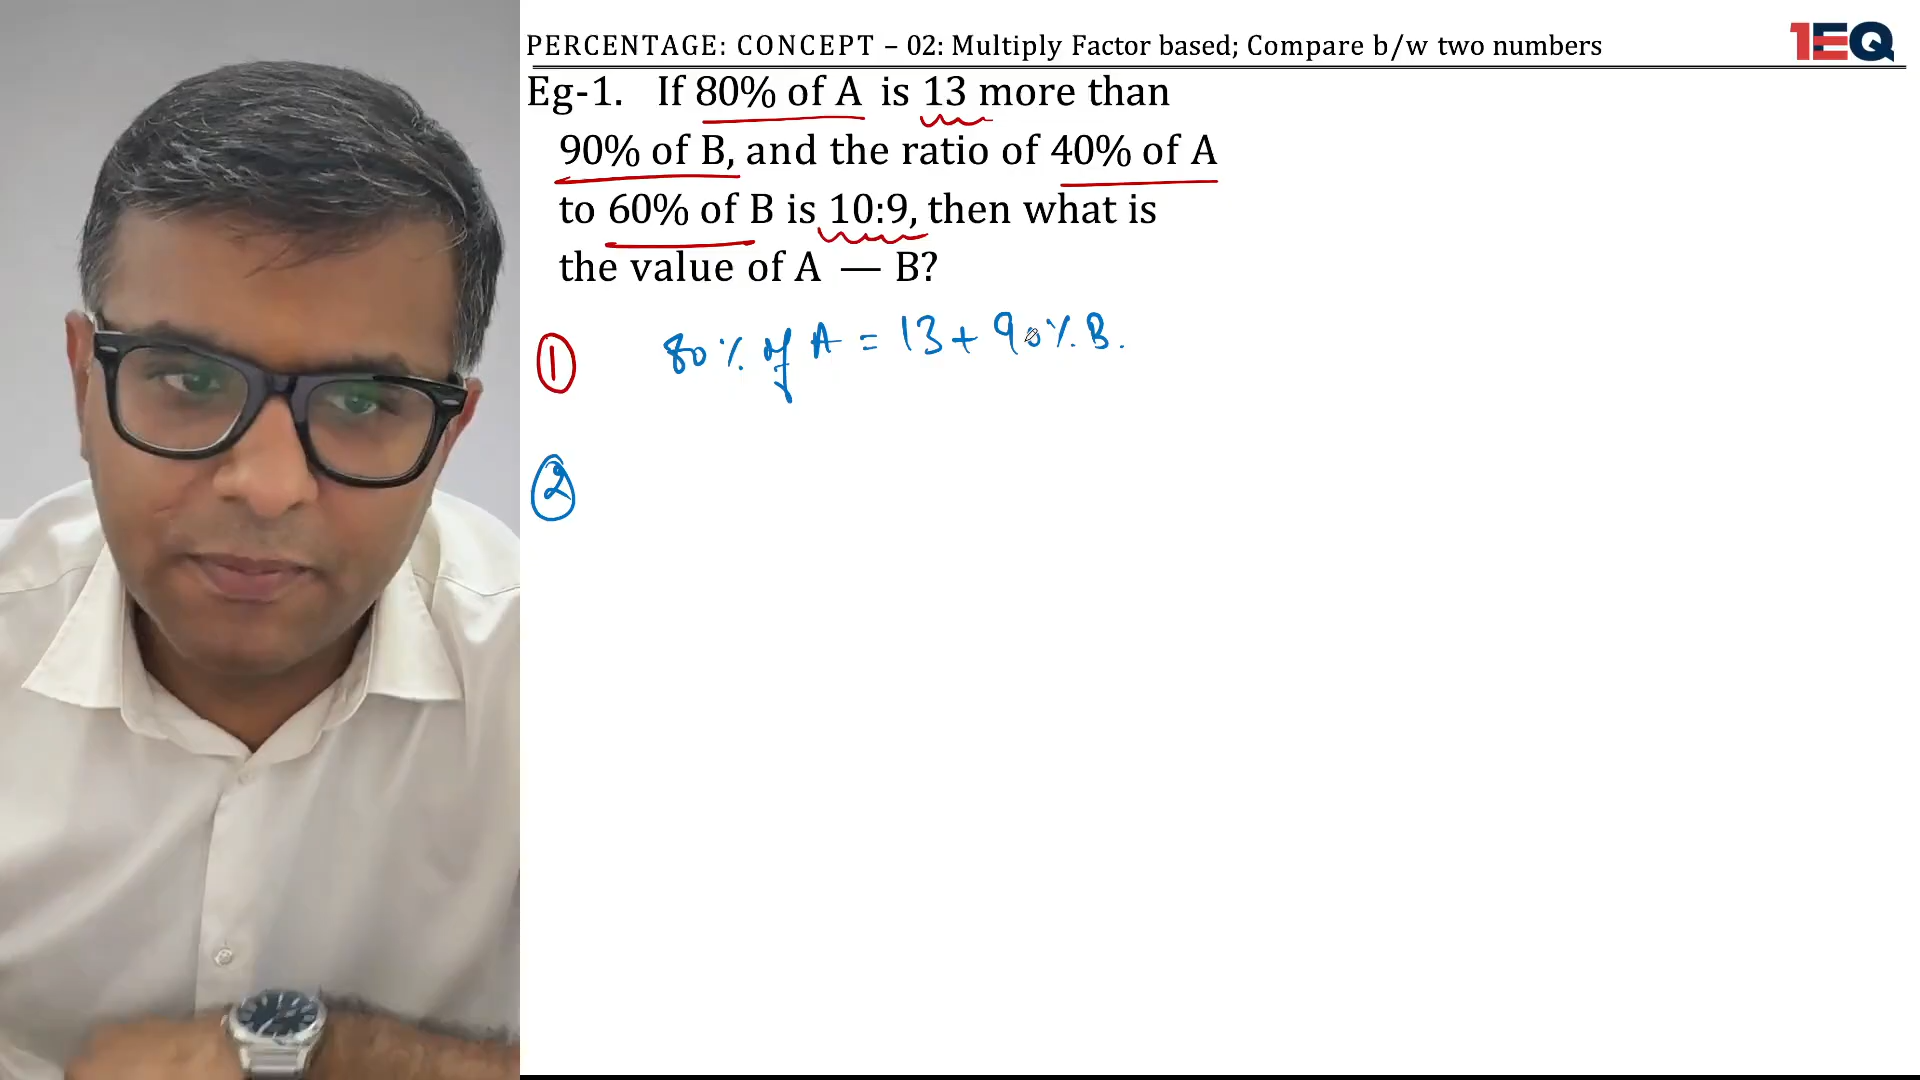 PERCENTAGE: CONCEPT – 02: Multiply Factor based; Compare b/w two numbers
1EQ
Eg-1. If 80% of A is 13 more than
90% of B, and the ratio of 40% of A
to 60% of B is 10:9, then what is
the value of A — B?
① 80% of A = 13 + 90% B.
②